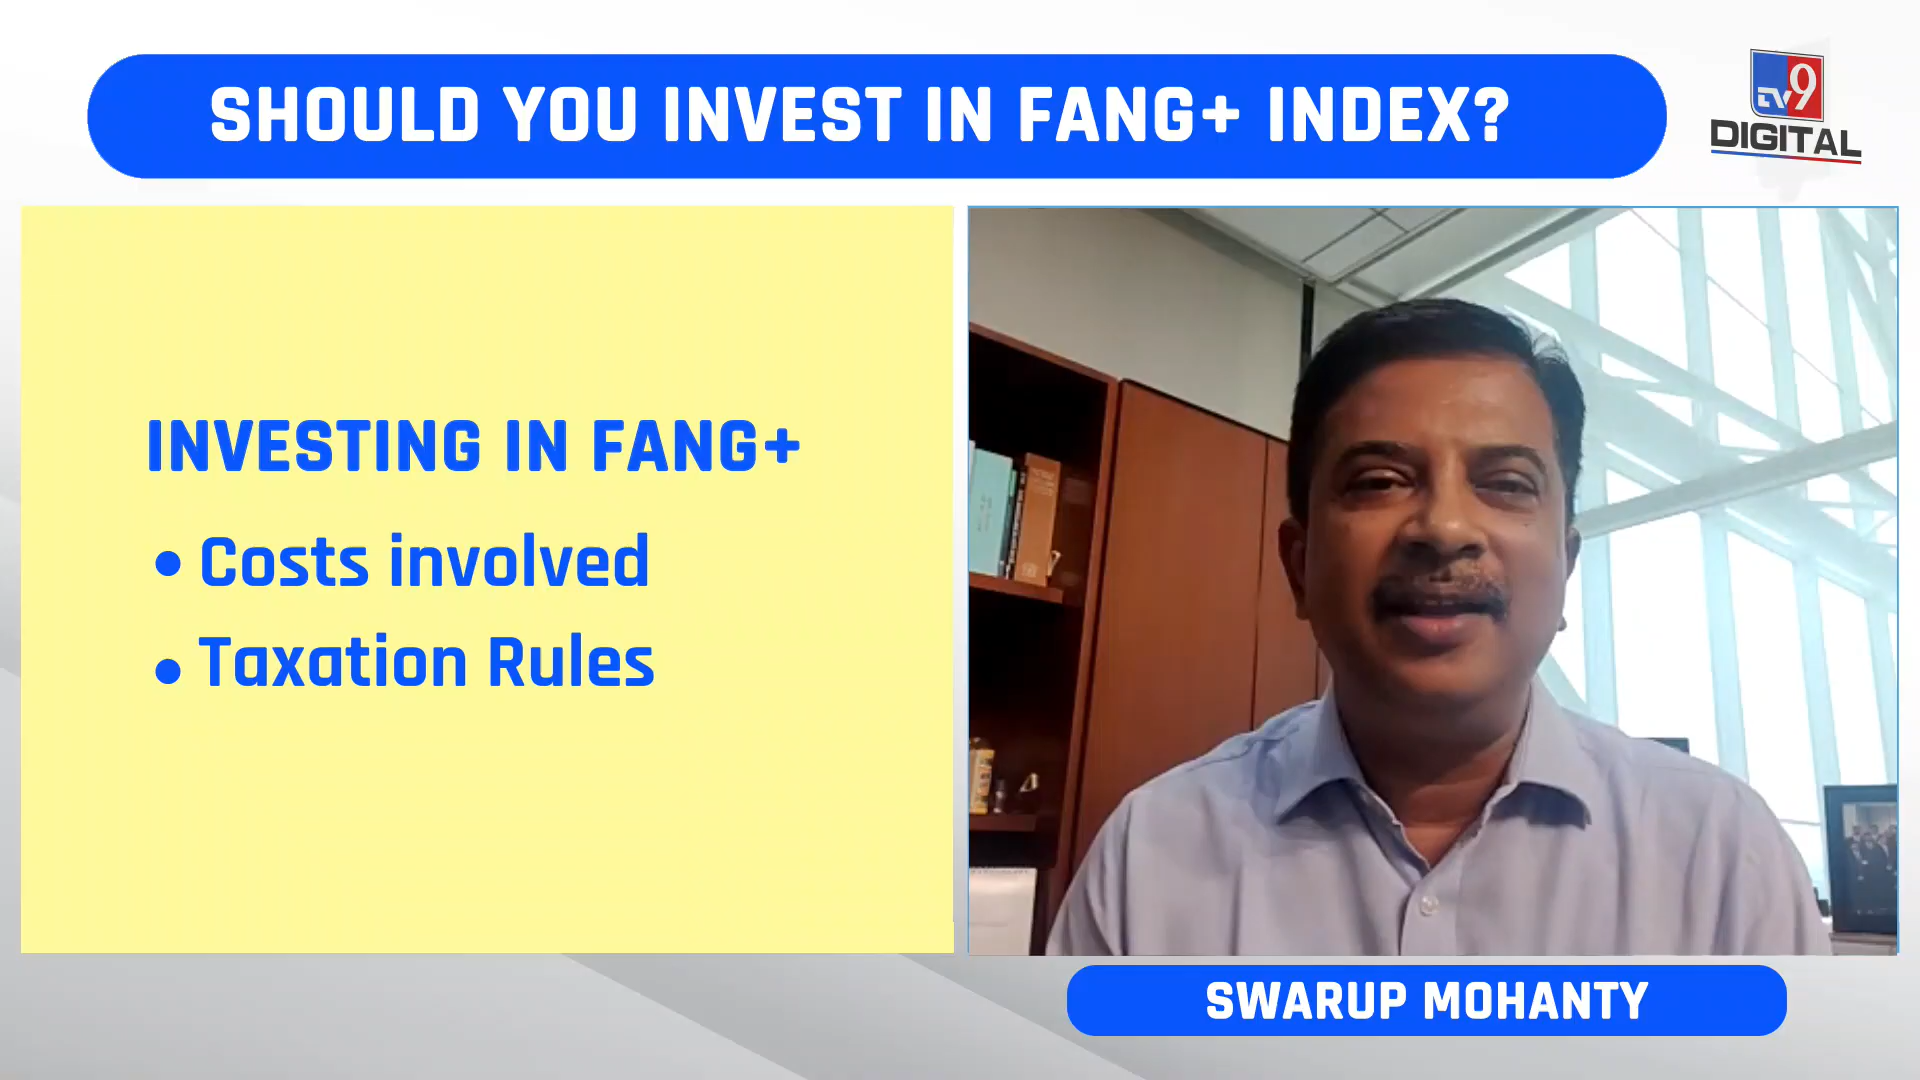 SHOULD YOU INVEST IN FANG+ INDEX?
TV9
DIGITAL
INVESTING IN FANG+
• Costs involved
• Taxation Rules
SWARUP MOHANTY